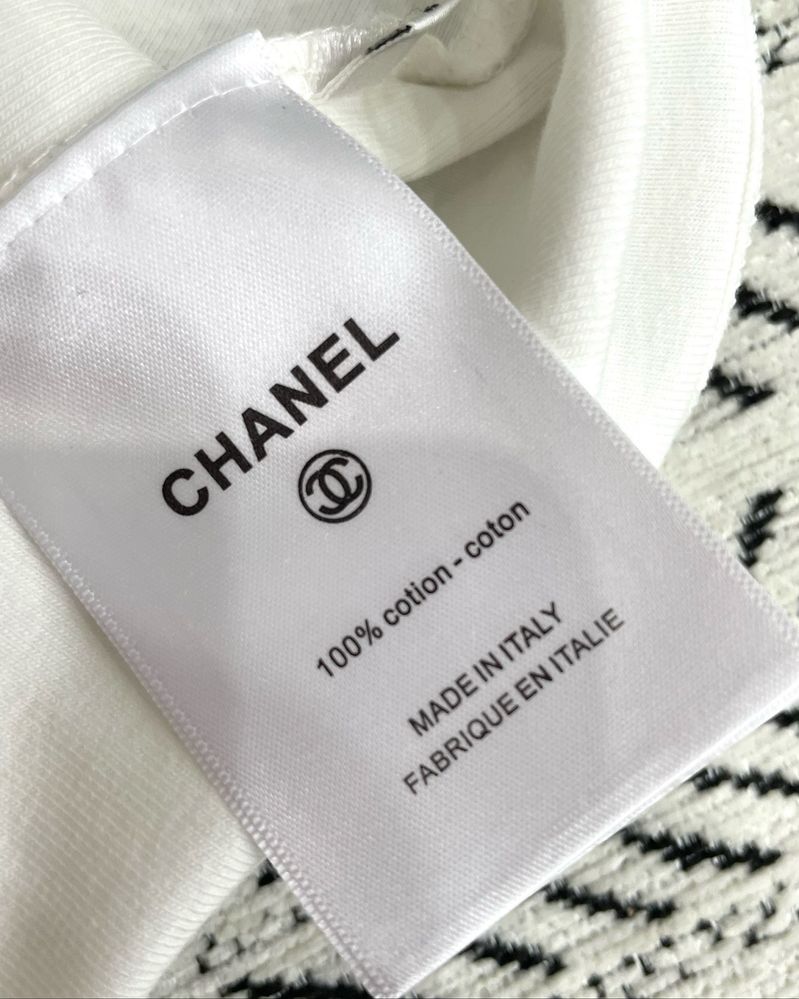 CHANEL
100% cotion - coton
MADE IN ITALY
FABRIQUE EN ITALIE